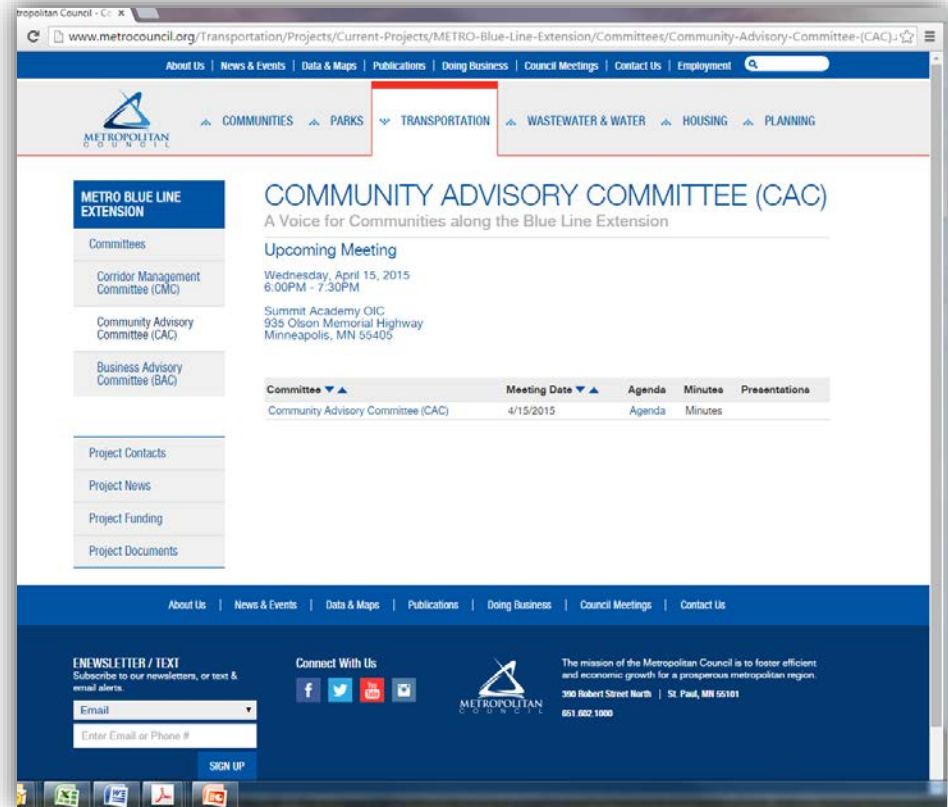 tropolitan Council - Co ×
www.metrocouncil.org/Transportation/Projects/Current-Projects/METRO-Blue-Line-Extension/Committees/Community-Advisory-Committee-(CAC)
About Us | News & Events | Data & Maps | Publications | Doing Business | Council Meetings | Contact Us | Employment
METROPOLITAN
COUNCIL
COMMUNITIES PARKS TRANSPORTATION WASTEWATER & WATER HOUSING PLANNING
METRO BLUE LINE
EXTENSION
Committees
Corridor Management
Committee (CMC)
Community Advisory
Committee (CAC)
Business Advisory
Committee (BAC)
Project Contacts
Project News
Project Funding
Project Documents
COMMUNITY ADVISORY COMMITTEE (CAC)
A Voice for Communities along the Blue Line Extension
Upcoming Meeting
Wednesday, April 15, 2015
6:00PM - 7:30PM
Summit Academy OIC
935 Olson Memorial Highway
Minneapolis, MN 55405
Committee ▼ ▲ Meeting Date ▼ ▲ Agenda Minutes Presentations
Community Advisory Committee (CAC) 4/15/2015 Agenda Minutes
About Us | News & Events | Data & Maps | Publications | Doing Business | Council Meetings | Contact Us
ENEWSLETTER / TEXT
Subscribe to our newsletters, or text &
email alerts.
Email
Enter Email or Phone #
SIGN UP
Connect With Us
You Tube
METROPOLITAN
COUNCIL
The mission of the Metropolitan Council is to foster efficient
and economic growth for a prosperous metropolitan region.
390 Robert Street North | St. Paul, MN 55101
651.602.1000